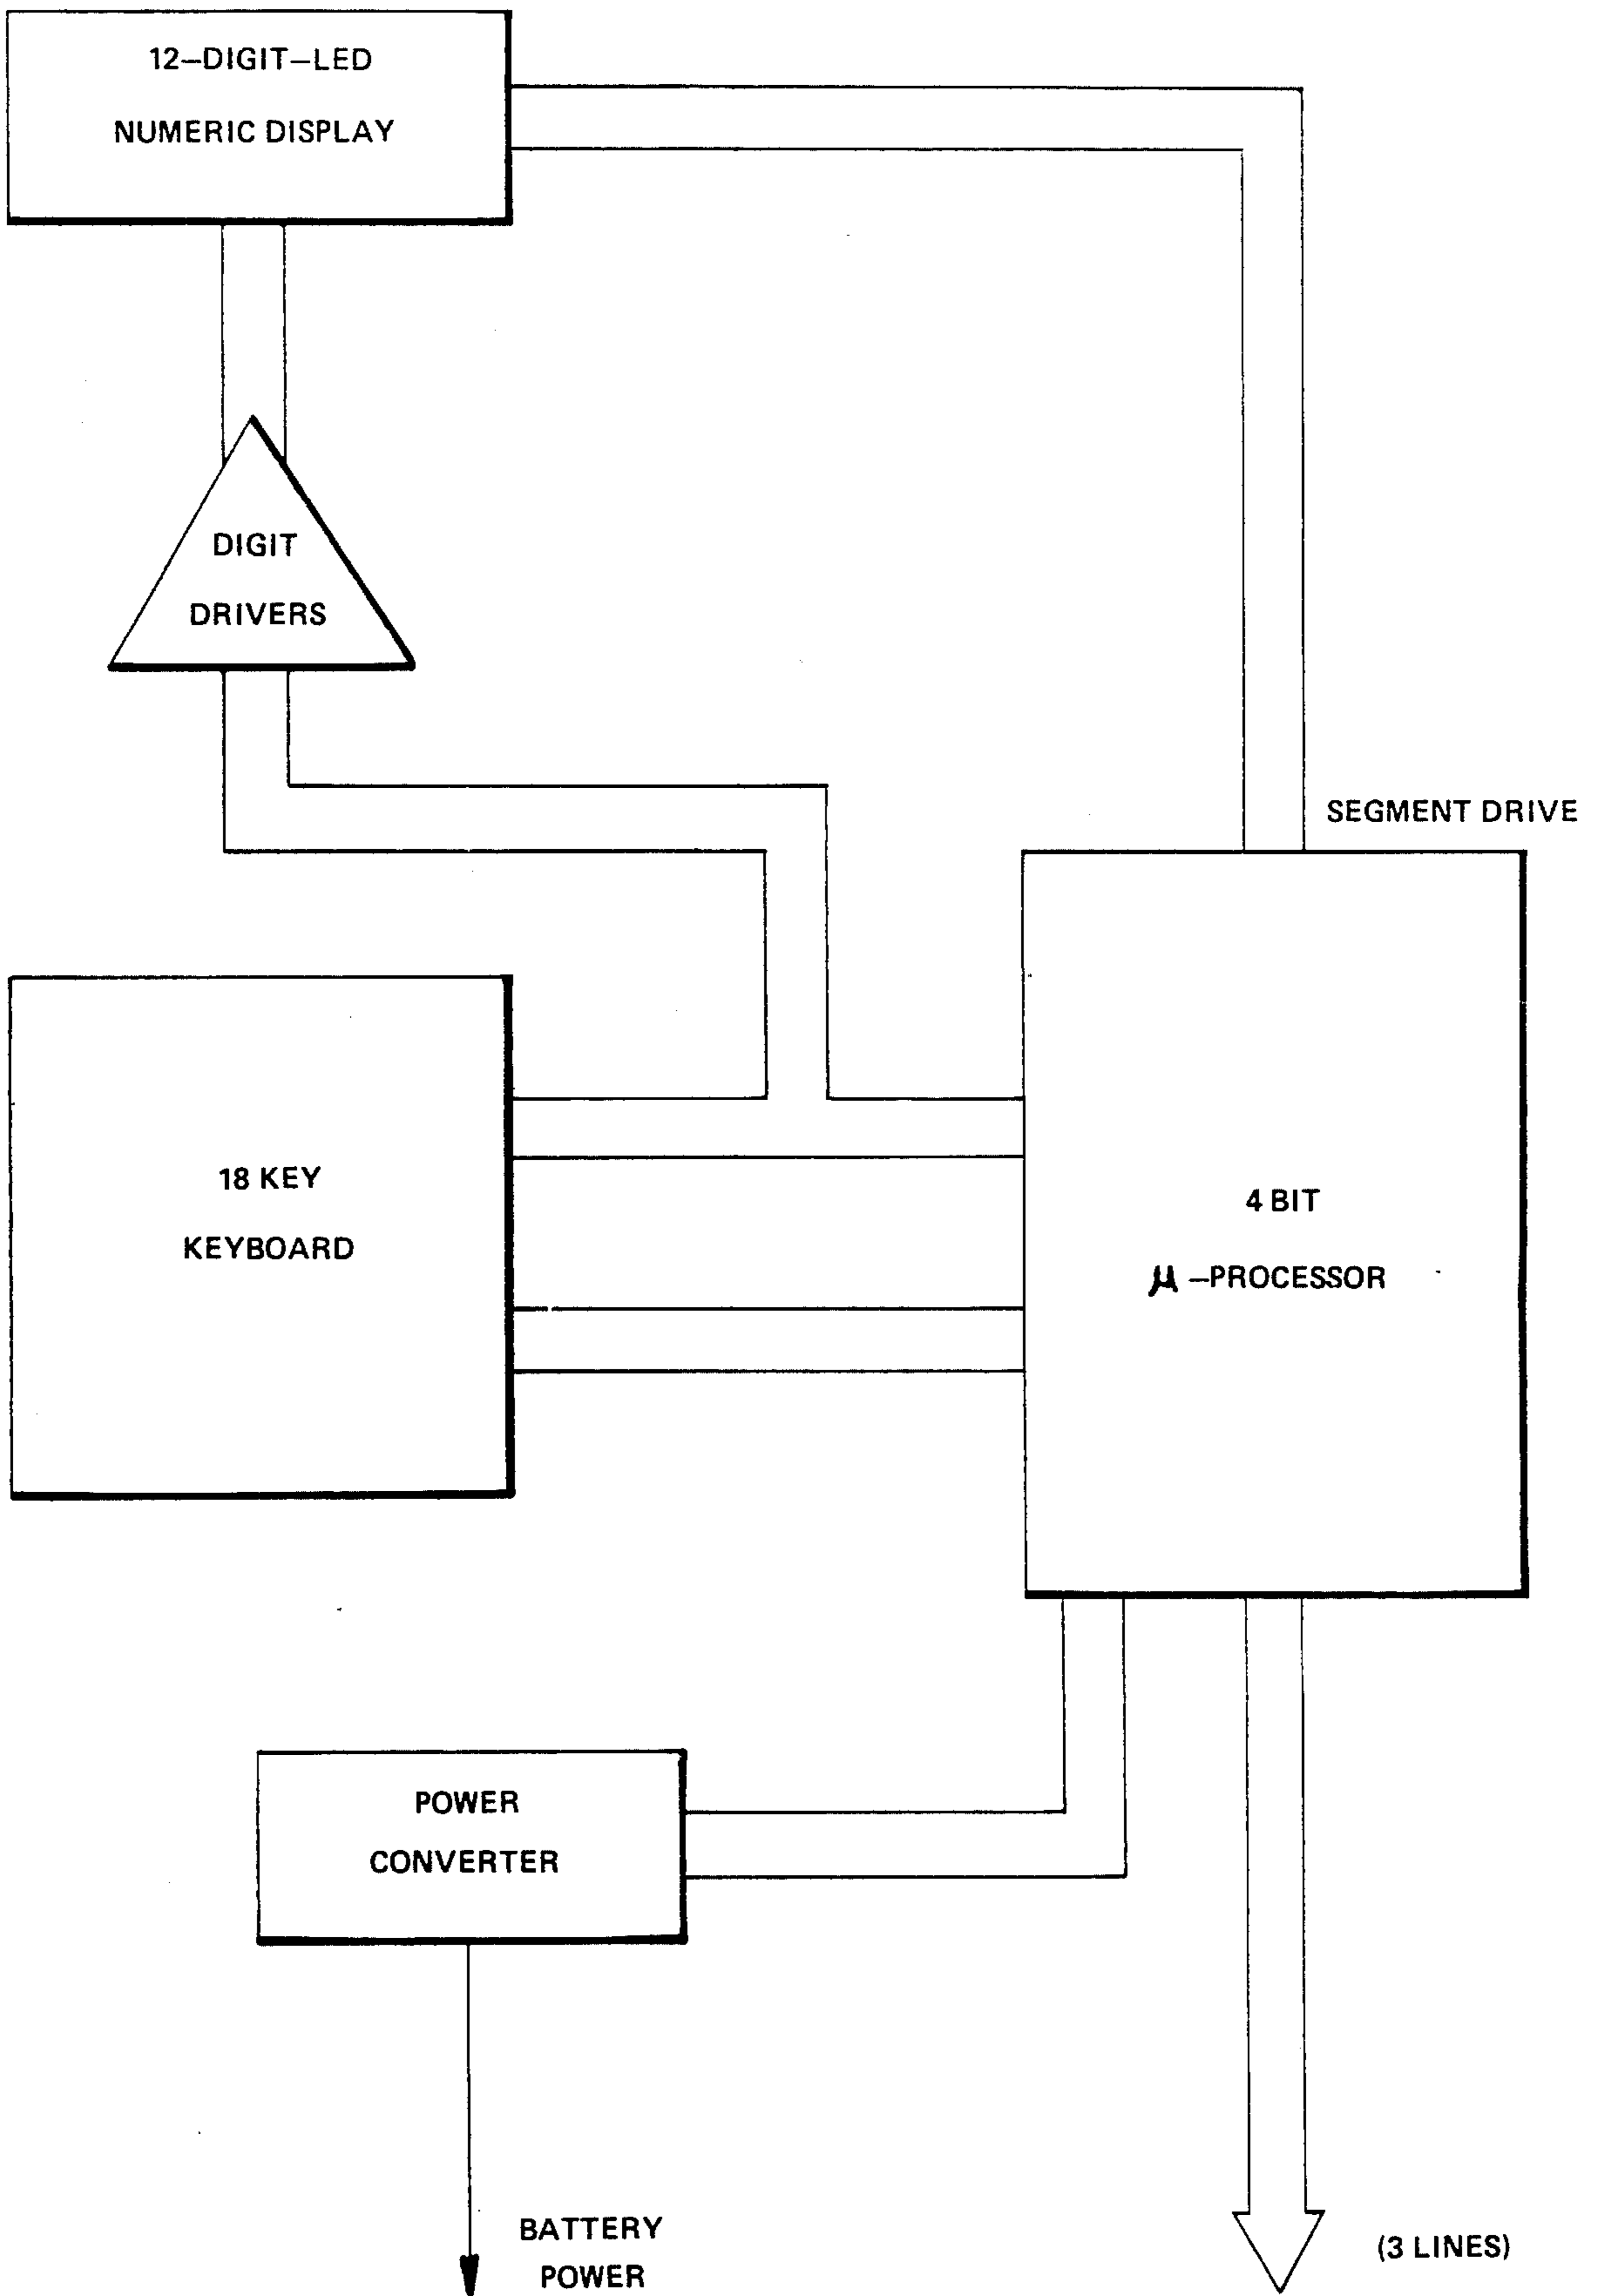 12–DIGIT–LED
NUMERIC DISPLAY
DIGIT
DRIVERS
SEGMENT DRIVE
18 KEY
KEYBOARD
4 BIT
μ –PROCESSOR
POWER
CONVERTER
BATTERY
POWER
(3 LINES)